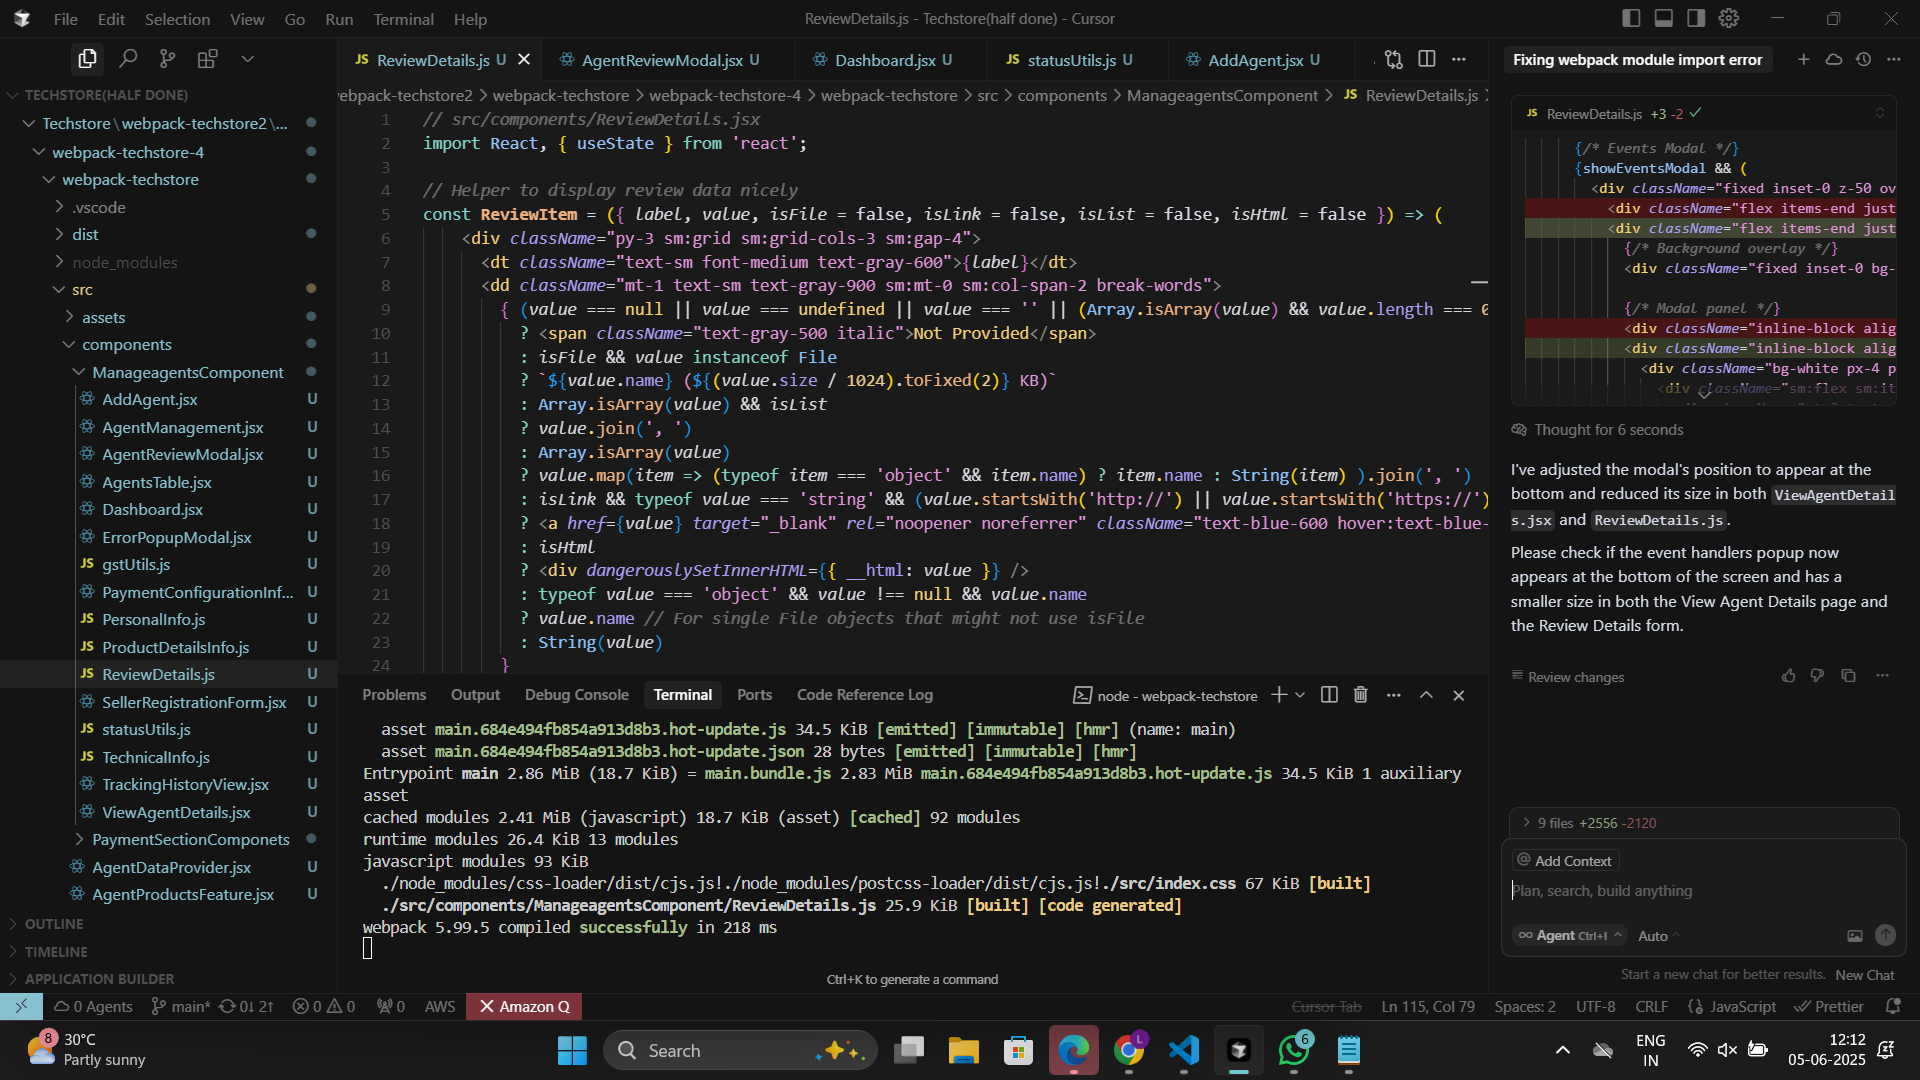 File Edit Selection View Go Run Terminal Help
ReviewDetails.js - Techstore(half done) - Cursor
TECHSTORE(HALF DONE)
Techstore\webpack-techstore2\...
webpack-techstore-4
webpack-techstore
.vscode
dist
node_modules
src
assets
components
ManageagentsComponent
AddAgent.jsx U
AgentManagement.jsx U
AgentReviewModal.jsx U
AgentsTable.jsx U
Dashboard.jsx U
ErrorPopupModal.jsx U
JS gstUtils.js U
PaymentConfigurationInf... U
JS PersonalInfo.js U
JS ProductDetailsInfo.js U
JS ReviewDetails.js U
SellerRegistrationForm.jsx U
JS statusUtils.js U
JS TechnicalInfo.js U
TrackingHistoryView.jsx U
ViewAgentDetails.jsx U
PaymentSectionComponets
AgentDataProvider.jsx U
AgentProductsFeature.jsx U
OUTLINE
TIMELINE
APPLICATION BUILDER
JS ReviewDetails.js U
AgentReviewModal.jsx U
Dashboard.jsx U
JS statusUtils.js U
AddAgent.jsx U
vebpack-techstore2 > webpack-techstore > webpack-techstore-4 > webpack-techstore > src > components > ManageagentsComponent > JS ReviewDetails.js >
1 // src/components/ReviewDetails.jsx
2 import React, { useState } from 'react';
3
4 // Helper to display review data nicely
5 const ReviewItem = ({ label, value, isFile = false, isLink = false, isList = false, isHtml = false }) => (
6 <div className="py-3 sm:grid sm:grid-cols-3 sm:gap-4">
7 <dt className="text-sm font-medium text-gray-600">{label}</dt>
8 <dd className="mt-1 text-sm text-gray-900 sm:mt-0 sm:col-span-2 break-words">
9 { (value === null || value === undefined || value === '' || (Array.isArray(value) && value.length === 0
10 ? <span className="text-gray-500 italic">Not Provided</span>
11 : isFile && value instanceof File
12 ? `${value.name} (${(value.size / 1024).toFixed(2)} KB)`
13 : Array.isArray(value) && isList
14 ? value.join(', ')
15 : Array.isArray(value)
16 ? value.map(item => (typeof item === 'object' && item.name) ? item.name : String(item) ).join(', ')
17 : isLink && typeof value === 'string' && (value.startsWith('http://') || value.startsWith('https://')
18 ? <a href={value} target="_blank" rel="noopener noreferrer" className="text-blue-600 hover:text-blue-
19 : isHtml
20 ? <div dangerouslySetInnerHTML={{ __html: value }} />
21 : typeof value === 'object' && value !== null && value.name
22 ? value.name // For single File objects that might not use isFile
23 : String(value)
24 }
Problems Output Debug Console Terminal Ports Code Reference Log
node - webpack-techstore
asset main.684e494fb854a913d8b3.hot-update.js 34.5 KiB [emitted] [immutable] [hmr] (name: main)
asset main.684e494fb854a913d8b3.hot-update.json 28 bytes [emitted] [immutable] [hmr]
Entrypoint main 2.86 MiB (18.7 KiB) = main.bundle.js 2.83 MiB main.684e494fb854a913d8b3.hot-update.js 34.5 KiB 1 auxiliary
asset
cached modules 2.41 MiB (javascript) 18.7 KiB (asset) [cached] 92 modules
runtime modules 26.4 KiB 13 modules
javascript modules 93 KiB
./node_modules/css-loader/dist/cjs.js!./node_modules/postcss-loader/dist/cjs.js!./src/index.css 67 KiB [built]
./src/components/ManageagentsComponent/ReviewDetails.js 25.9 KiB [built] [code generated]
webpack 5.99.5 compiled successfully in 218 ms
Ctrl+K to generate a command
Fixing webpack module import error
JS ReviewDetails.js +3 -2
{/* Events Modal */}
{showEventsModal && (
<div className="fixed inset-0 z-50 ov
<div className="flex items-end just
<div className="flex items-end just
{/* Background overlay */}
<div className="fixed inset-0 bg-
{/* Modal panel */}
<div className="inline-block alig
<div className="inline-block alig
<div className="bg-white px-4 p
<div className="sm:flex sm:it
Thought for 6 seconds
I've adjusted the modal's position to appear at the
bottom and reduced its size in both ViewAgentDetail
s.jsx and ReviewDetails.js.
Please check if the event handlers popup now
appears at the bottom of the screen and has a
smaller size in both the View Agent Details page and
the Review Details form.
Review changes
9 files +2556 -2120
@ Add Context
Plan, search, build anything
Agent Ctrl+I Auto
Start a new chat for better results. New Chat
0 Agents main* 0↓ 2↑ 0 0 0 AWS Amazon Q
Cursor Tab Ln 115, Col 79 Spaces: 2 UTF-8 CRLF {} JavaScript Prettier
8
30°C
Partly sunny
Search
L
6
ENG
IN
12:12
05-06-2025